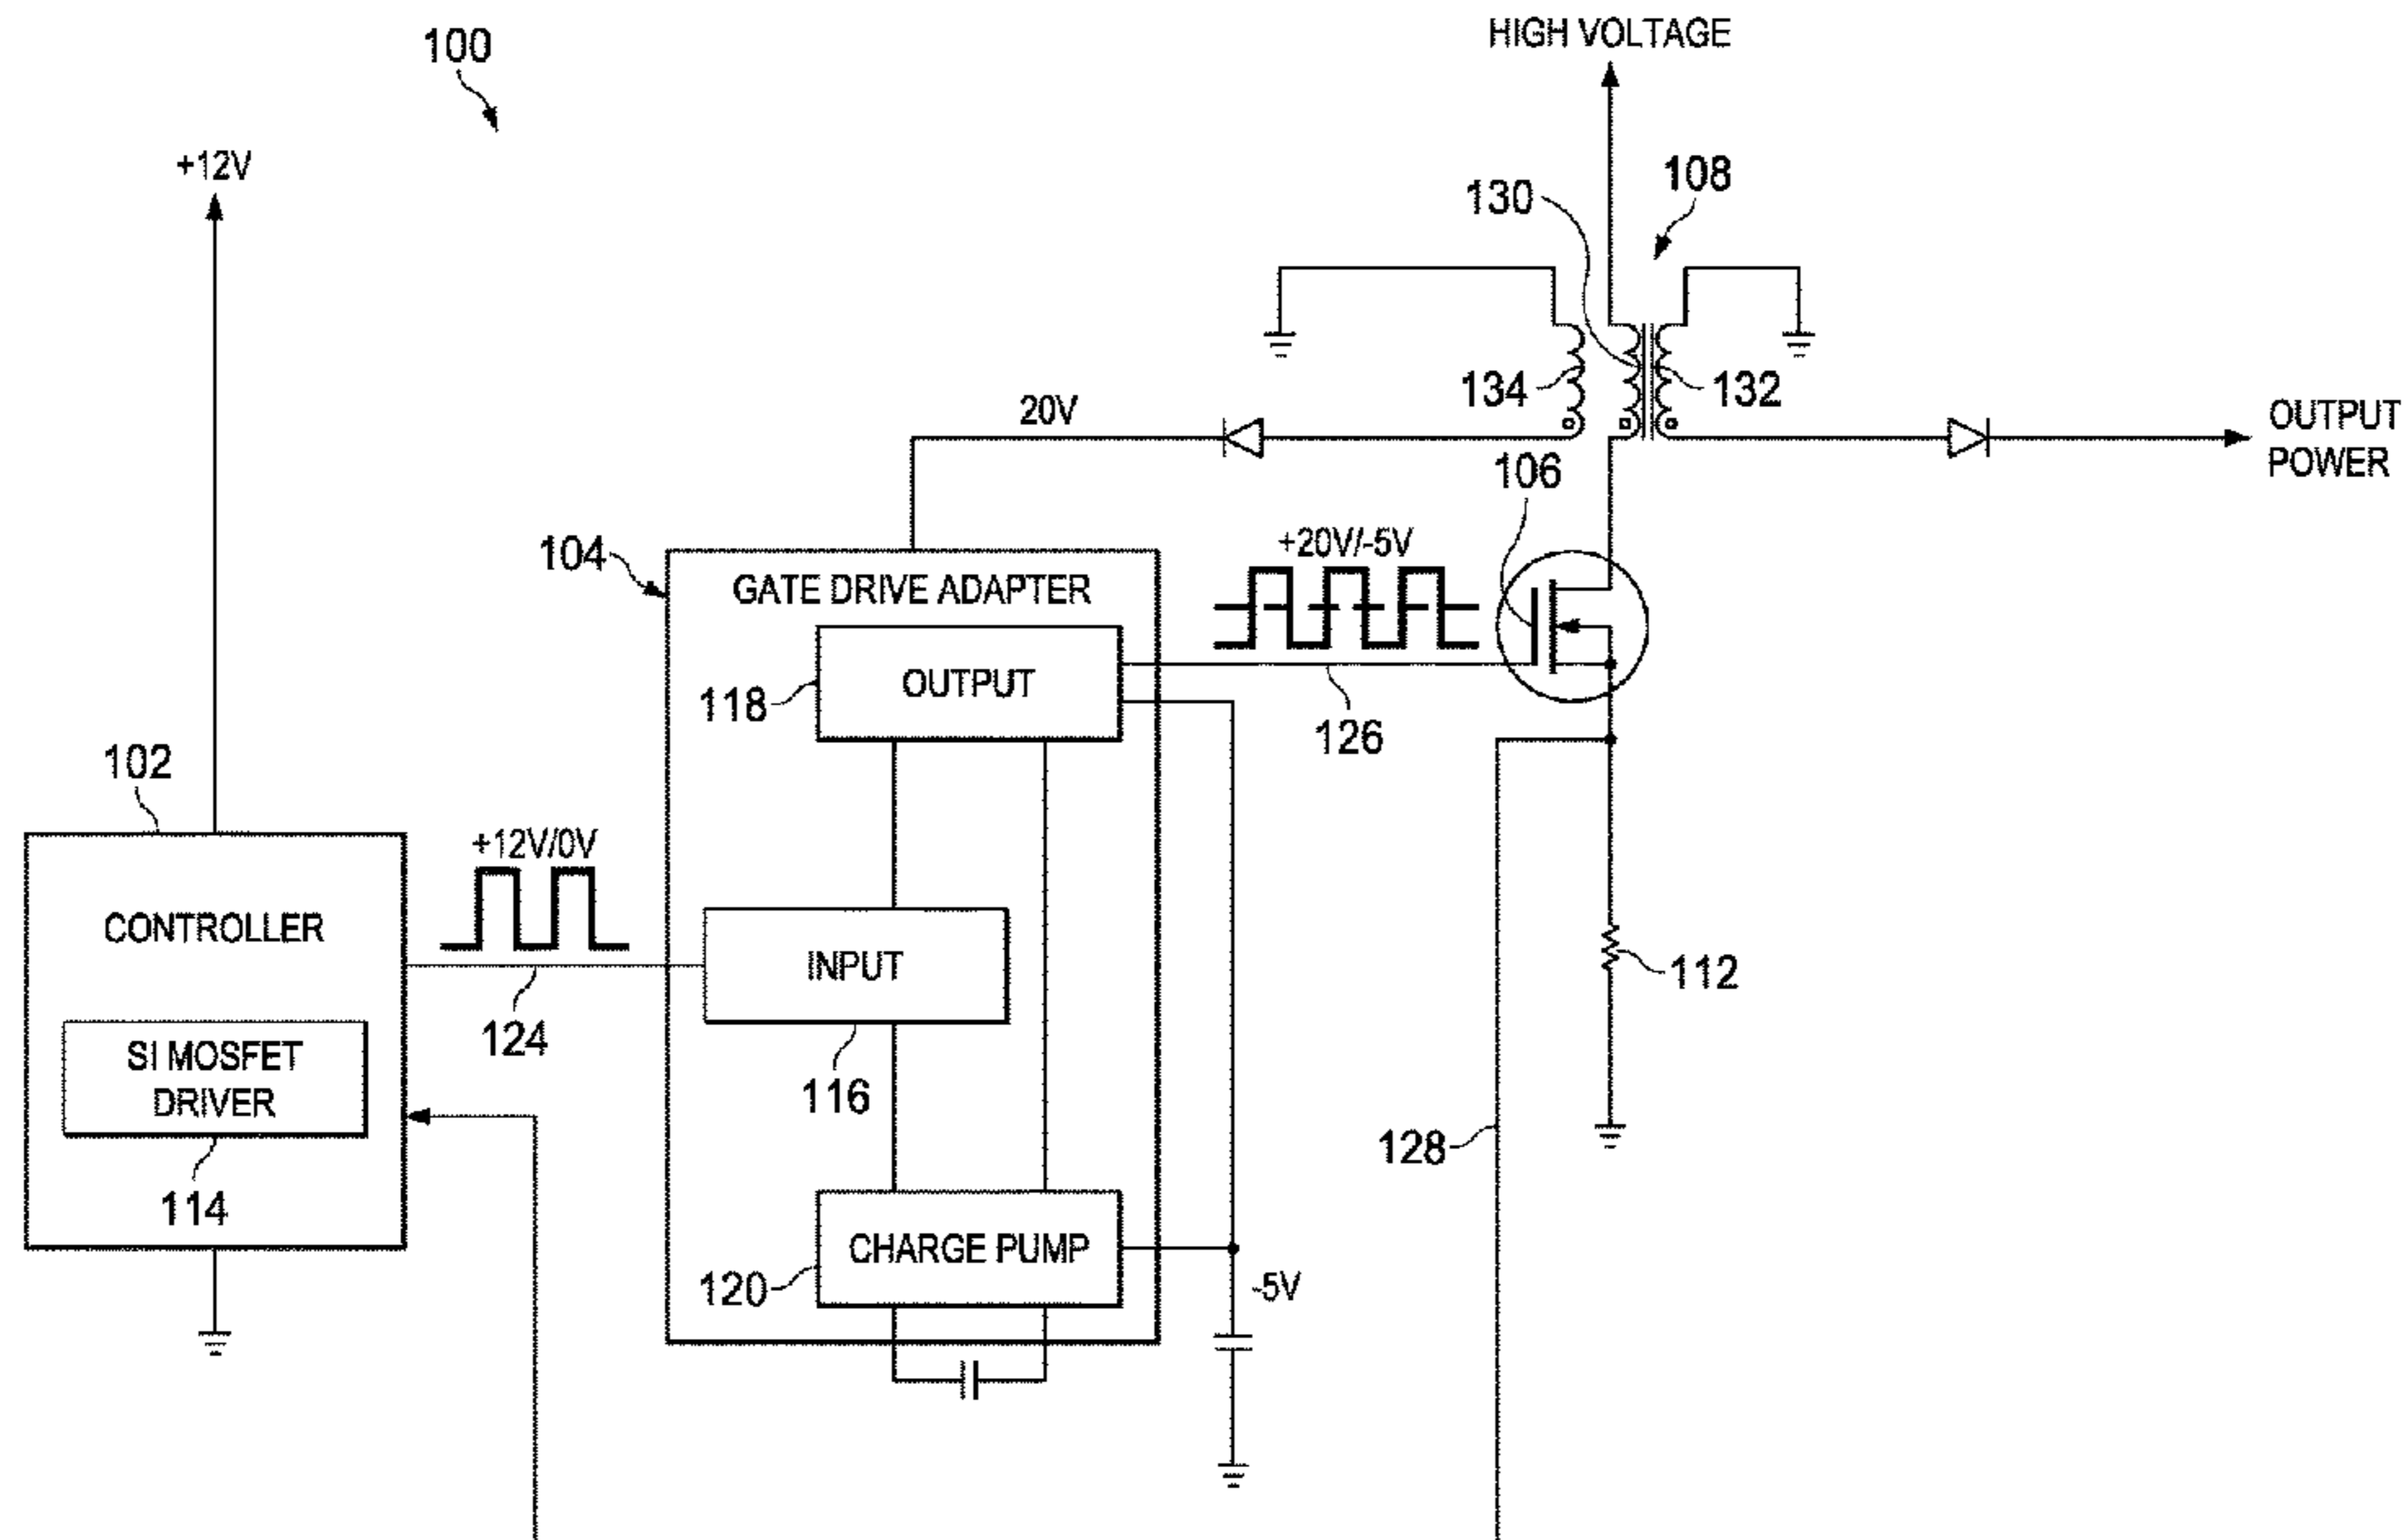 100
HIGH VOLTAGE
+12V
108
130
134
132
20V
OUTPUT
POWER
106
104
GATE DRIVE ADAPTER
+20V/-5V
OUTPUT
118
126
102
+12V/0V
CONTROLLER
INPUT
112
124
SI MOSFET
DRIVER
116
128
114
CHARGE PUMP
120
-5V